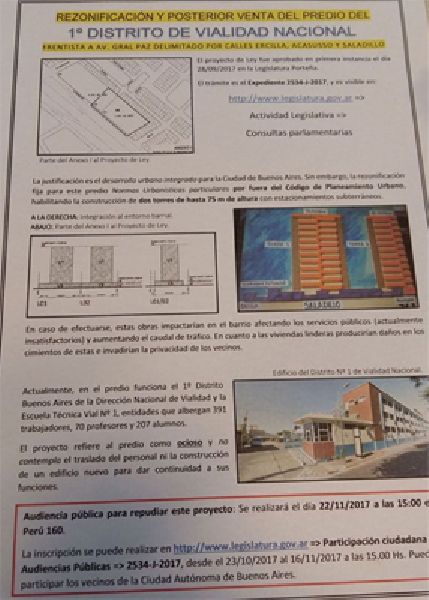 REZONIFICACIÓN Y POSTERIOR VENTA DEL PREDIO DEL
1º DISTRITO DE VIALIDAD NACIONAL
FRENTISTA A AV. GRAL PAZ DELIMITADO POR CALLES ERCILLA, ACASUSSO Y SALADILLO
El proyecto de Ley fue aprobado en primera instancia el día
28/09/2017 en la Legislatura Porteña.
El trámite es el Expediente 2534-J-2017, y es visible en:
http://www.legislatura.gov.ar =>
Actividad Legislativa =>
Consultas parlamentarias
Parte del Anexo I al Proyecto de Ley.
La justificación es el desarrollo urbano integrado para la Ciudad de Buenos Aires. Sin embargo, la rezonificación
fija para este predio Normas Urbanísticas particulares por fuera del Código de Planeamiento Urbano,
habilitando la construcción de dos torres de hasta 75 m de altura con estacionamientos subterráneos.
A LA DERECHA: Integración al entorno barrial.
ABAJO: Parte del Anexo I al Proyecto de Ley.
SALADILLO
En caso de efectuarse, estas obras impactarían en el barrio afectando los servicios públicos (actualmente
insatisfactorios) y aumentando el caudal de tráfico. En cuanto a las viviendas linderas producirían daños en los
cimientos de estas e invadirían la privacidad de los vecinos.
Edificio del Distrito Nº 1 de Vialidad Nacional.
Actualmente, en el predio funciona el 1º Distrito
Buenos Aires de la Dirección Nacional de Vialidad y la
Escuela Técnica Vial Nº 1, entidades que albergan 391
trabajadores, 70 profesores y 207 alumnos.
El proyecto refiere al predio como ocioso y no
contempla el traslado del personal ni la construcción
de un edificio nuevo para dar continuidad a sus
funciones.
Audiencia pública para repudiar este proyecto: Se realizará el día 22/11/2017 a las 15:00 e
Perú 160.
La inscripción se puede realizar en http://www.legislatura.gov.ar => Participación ciudadana
Audiencias Públicas => 2534-J-2017, desde el 23/10/2017 al 16/11/2017 a las 15.00 Hs. Pued
participar los vecinos de la Ciudad Autónoma de Buenos Aires.